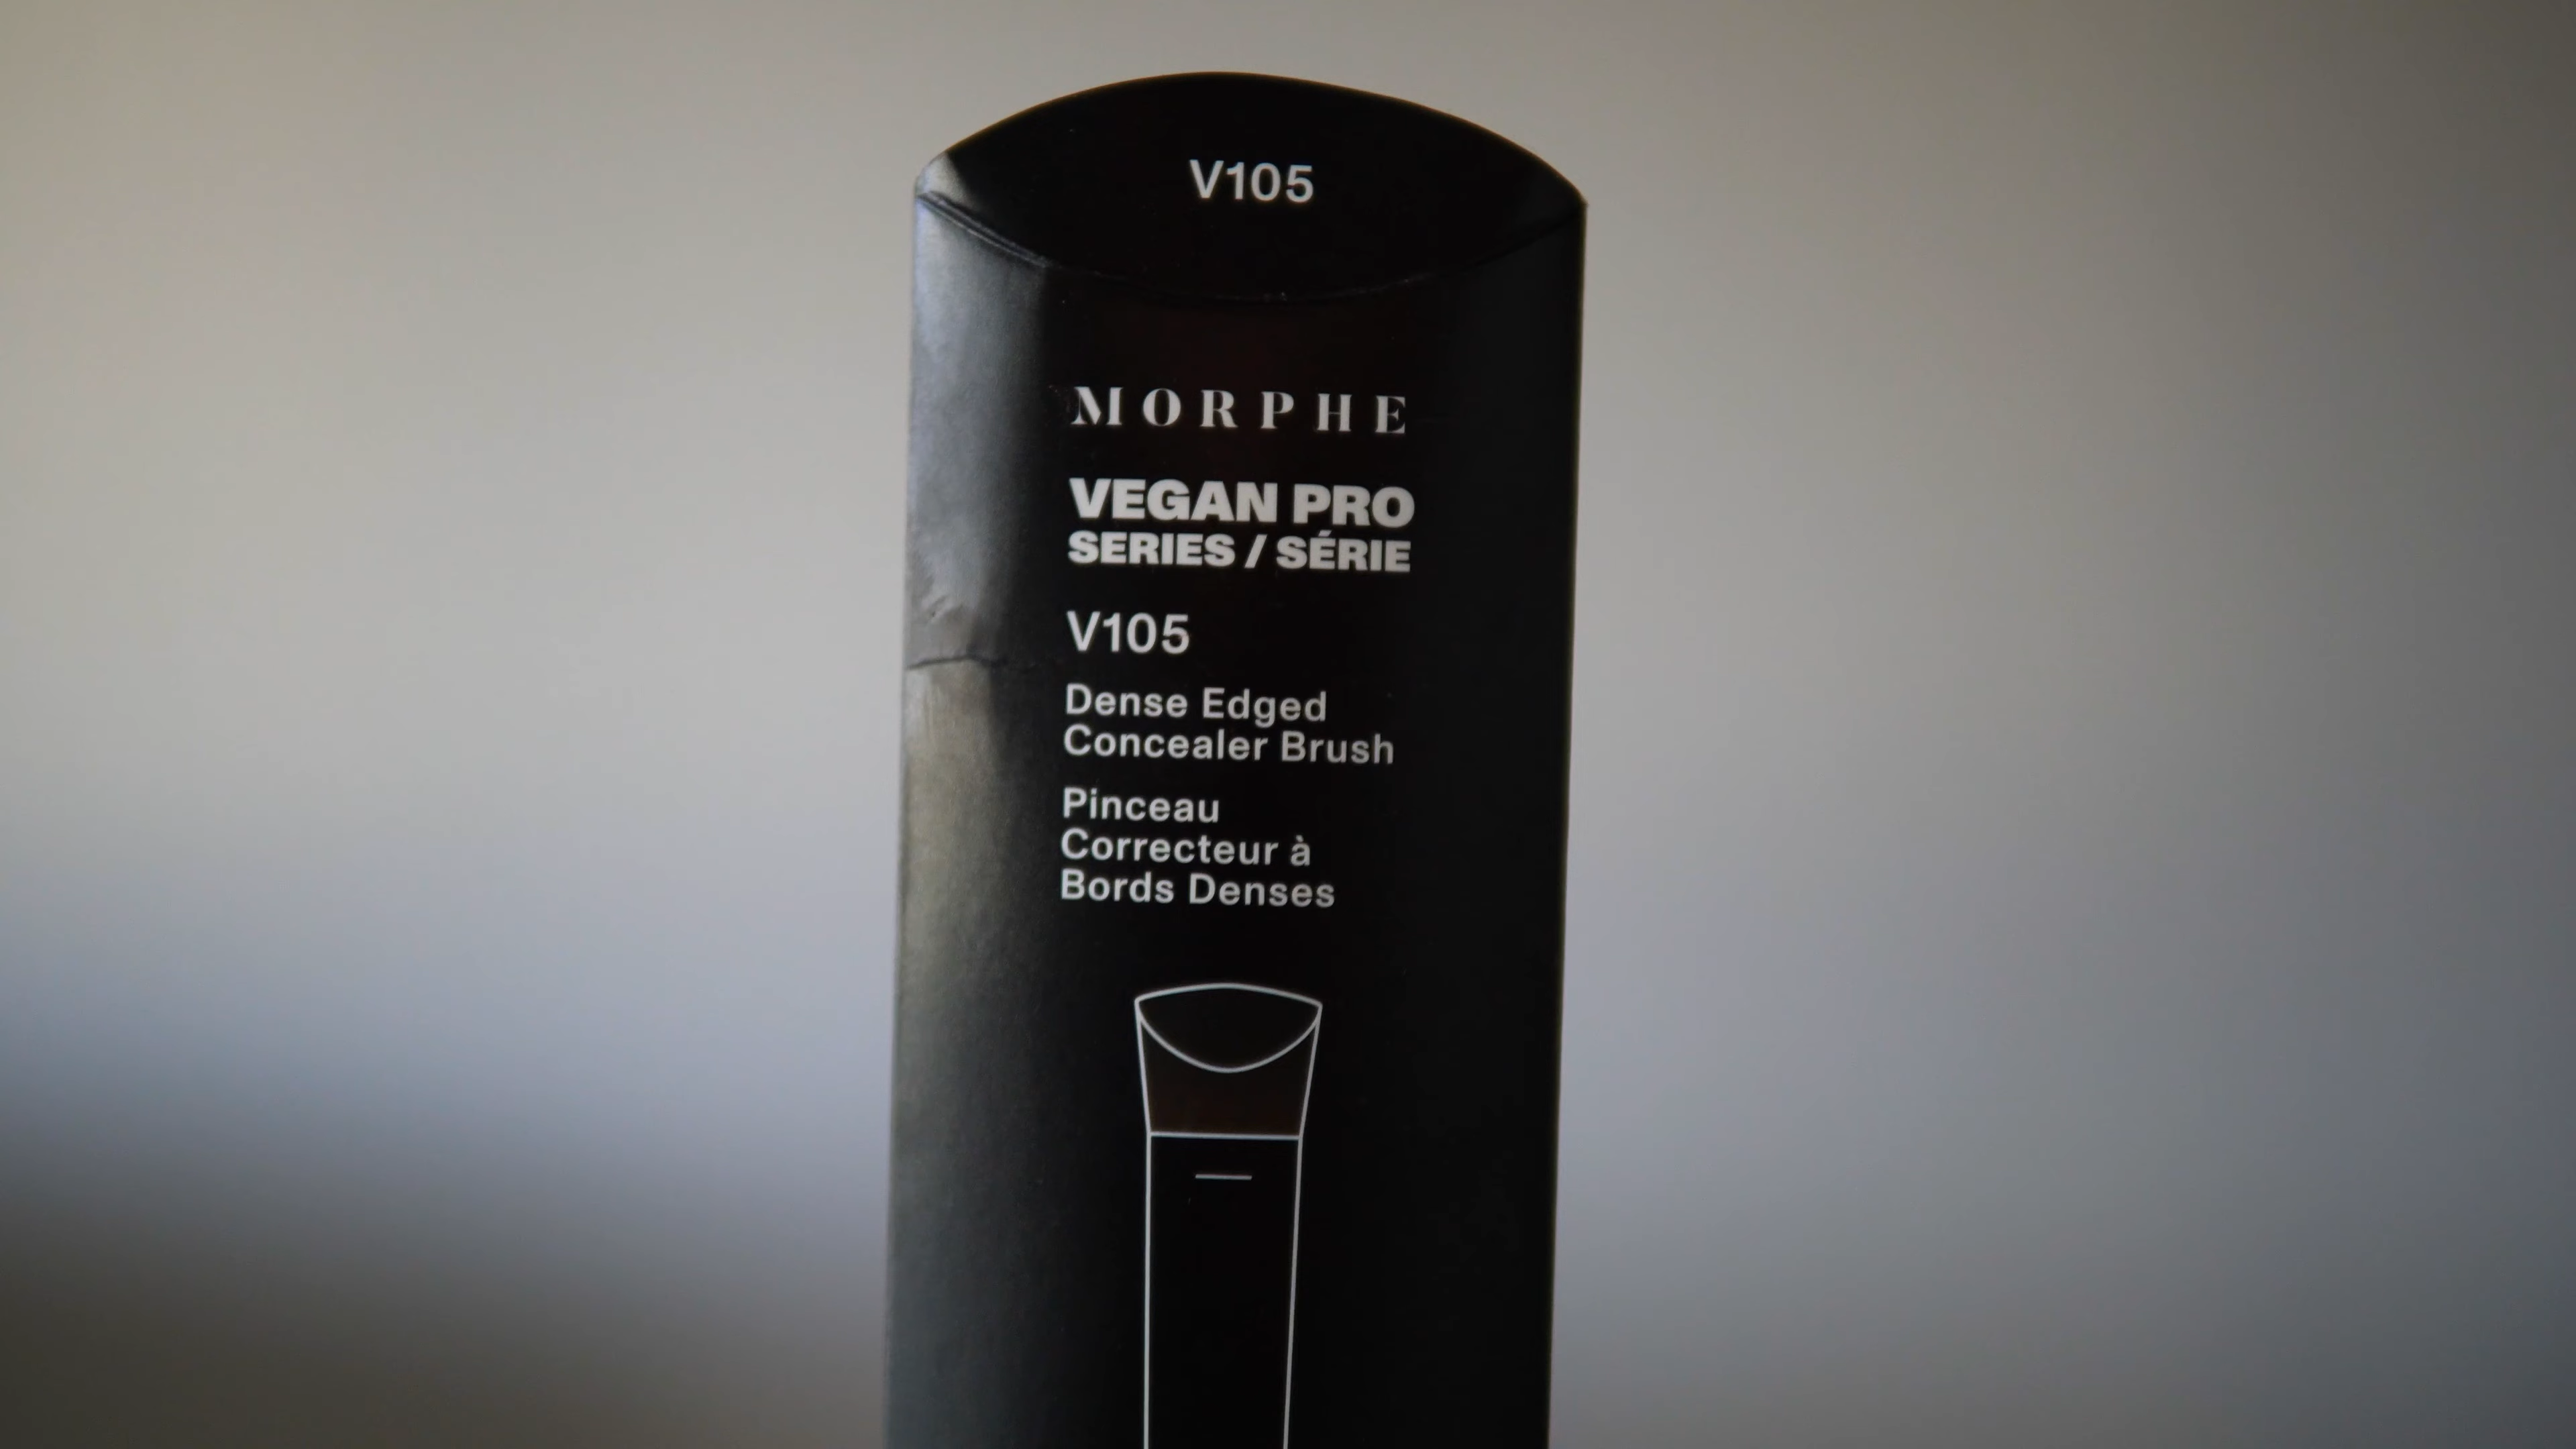 V105
MORPHE
VEGAN PRO
SERIES / SÉRIE
V105
Dense Edged
Concealer Brush
Pinceau
Correcteur à
Bords Denses